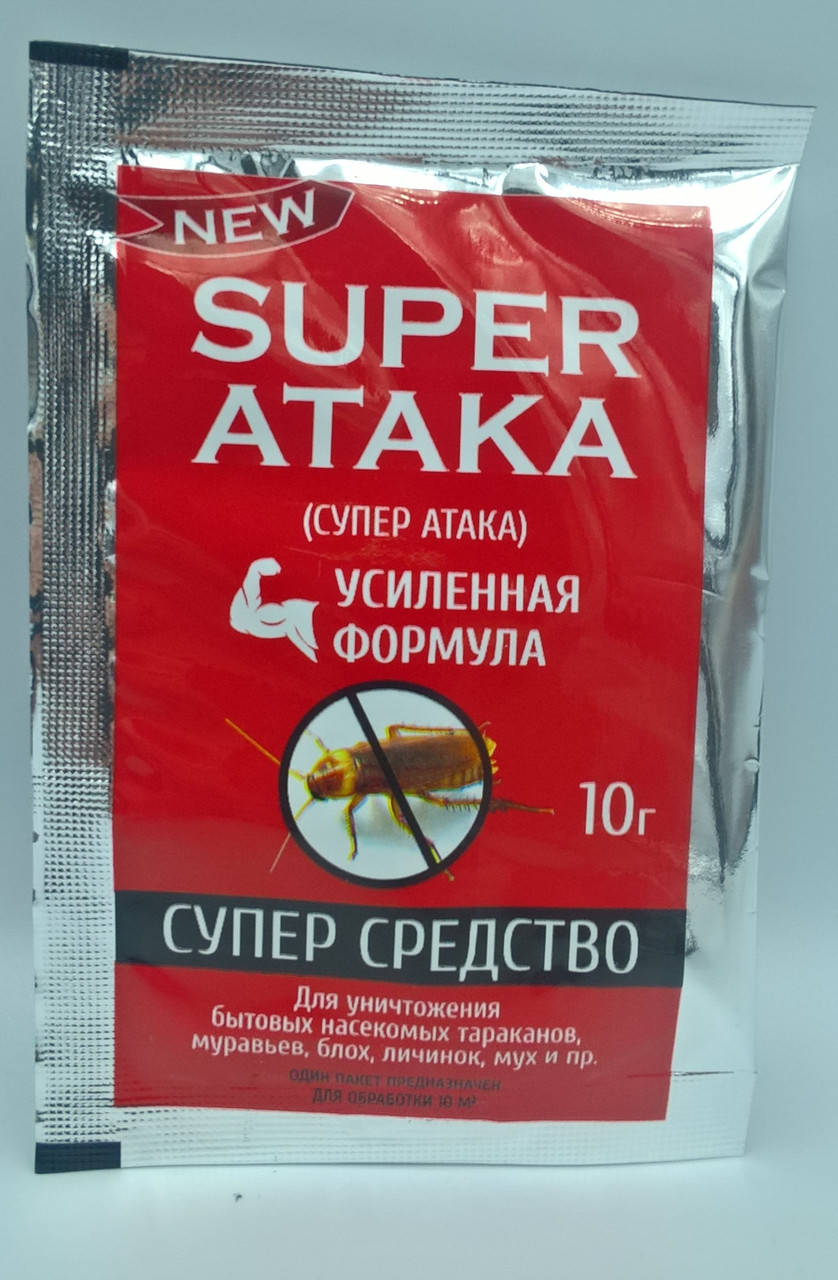 NEW
SUPER
ATAKA
(СУПЕР АТАКА)
УСИЛЕННАЯ
ФОРМУЛА
10г
СУПЕР СРЕДСТВО
Для уничтожения
бытовых насекомых тараканов,
муравьев, блох, личинок, мух и пр.
ОДИН ПАКЕТ ПРЕДНАЗНАЧЕН
ДЛЯ ОБРАБОТКИ 10 М²